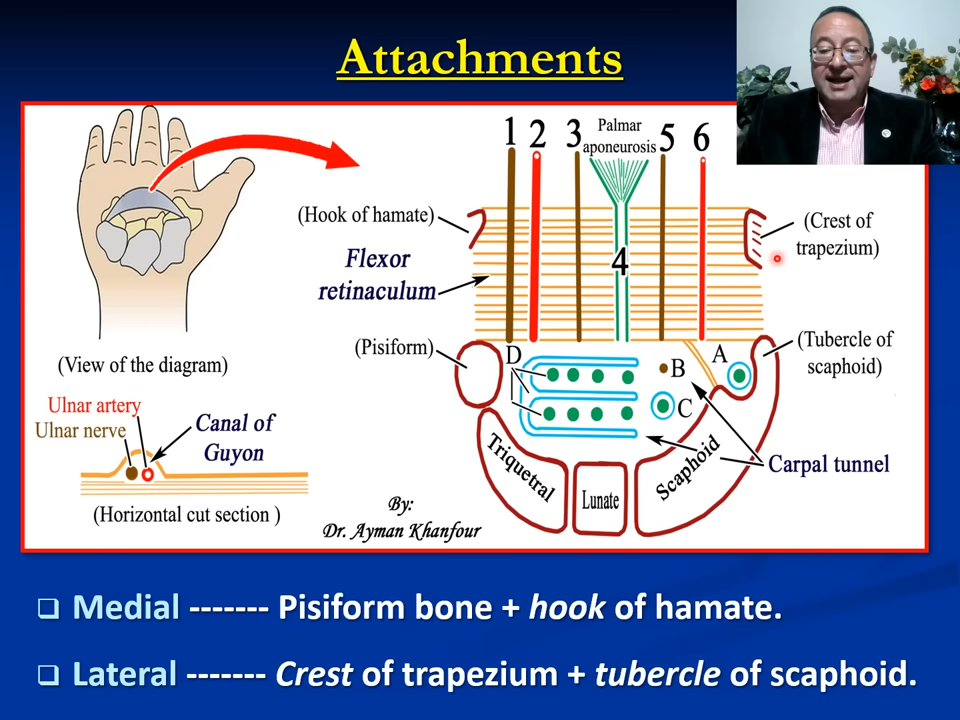 Attachments
1
2
3
Palmar
aponeurosis
5
6
(Hook of hamate)
(Crest of
trapezium)
Flexor
retinaculum
4
(Pisiform)
(Tubercle of
scaphoid)
(View of the diagram)
D
B
A
C
Ulnar artery
Ulnar nerve
Canal of
Guyon
Triquetral
Lunate
Scaphoid
Carpal tunnel
(Horizontal cut section )
By:
Dr. Ayman Khanfour
Medial ------- Pisiform bone + hook of hamate.
Lateral ------- Crest of trapezium + tubercle of scaphoid.